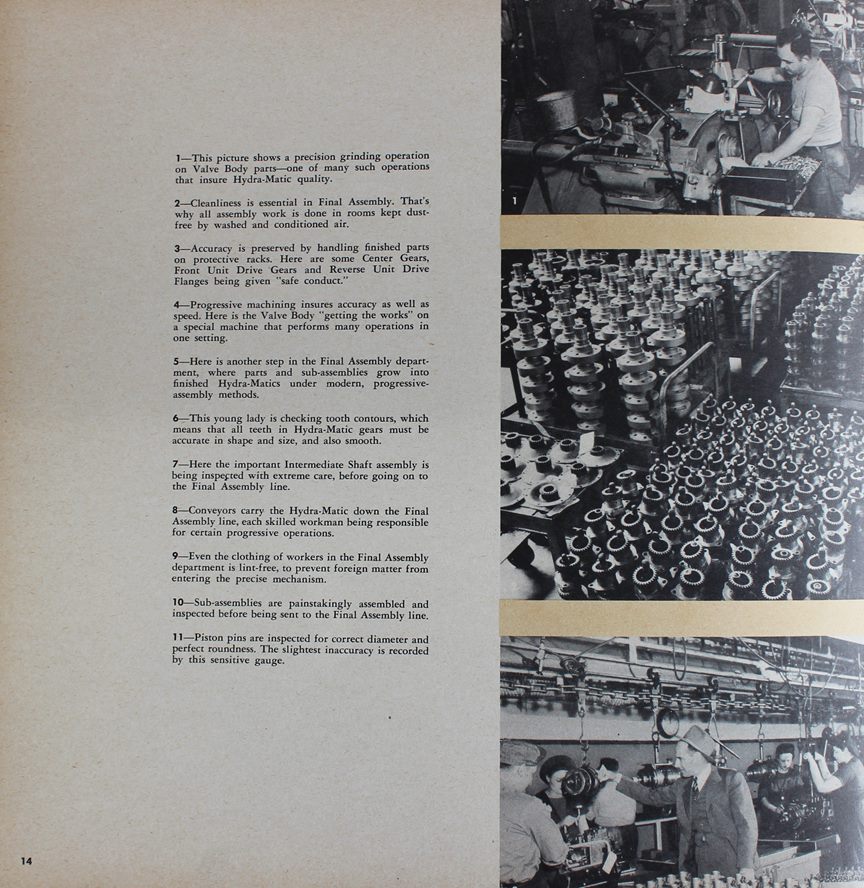 1—This picture shows a precision grinding operation
on Valve Body parts—one of many such operations
that insure Hydra-Matic quality.
2—Cleanliness is essential in Final Assembly. That's
why all assembly work is done in rooms kept dust-
free by washed and conditioned air.
3—Accuracy is preserved by handling finished parts
on protective racks. Here are some Center Gears,
Front Unit Drive Gears and Reverse Unit Drive
Flanges being given "safe conduct."
4—Progressive machining insures accuracy as well as
speed. Here is the Valve Body "getting the works" on
a special machine that performs many operations in
one setting.
5—Here is another step in the Final Assembly depart-
ment, where parts and sub-assemblies grow into
finished Hydra-Matics under modern, progressive-
assembly methods.
6—This young lady is checking tooth contours, which
means that all teeth in Hydra-Matic gears must be
accurate in shape and size, and also smooth.
7—Here the important Intermediate Shaft assembly is
being inspected with extreme care, before going on to
the Final Assembly line.
8—Conveyors carry the Hydra-Matic down the Final
Assembly line, each skilled workman being responsible
for certain progressive operations.
9—Even the clothing of workers in the Final Assembly
department is lint-free, to prevent foreign matter from
entering the precise mechanism.
10—Sub-assemblies are painstakingly assembled and
inspected before being sent to the Final Assembly line.
11—Piston pins are inspected for correct diameter and
perfect roundness. The slightest inaccuracy is recorded
by this sensitive gauge.
14
1